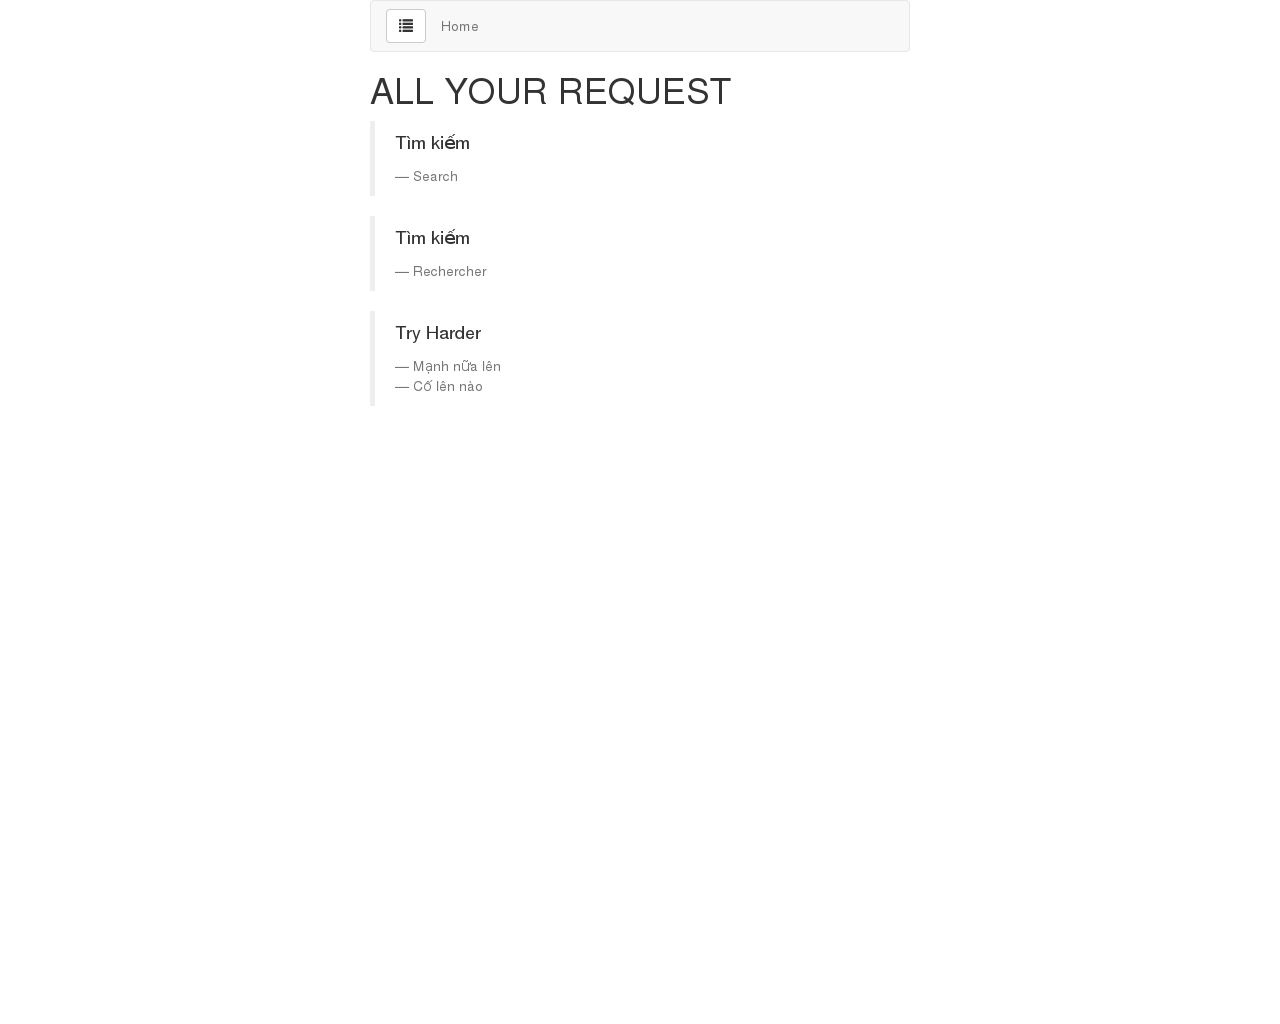 Home
ALL YOUR REQUEST
Tìm kiếm
— Search
Tìm kiếm
— Rechercher
Try Harder
— Mạnh nữa lên
— Cố lên nào